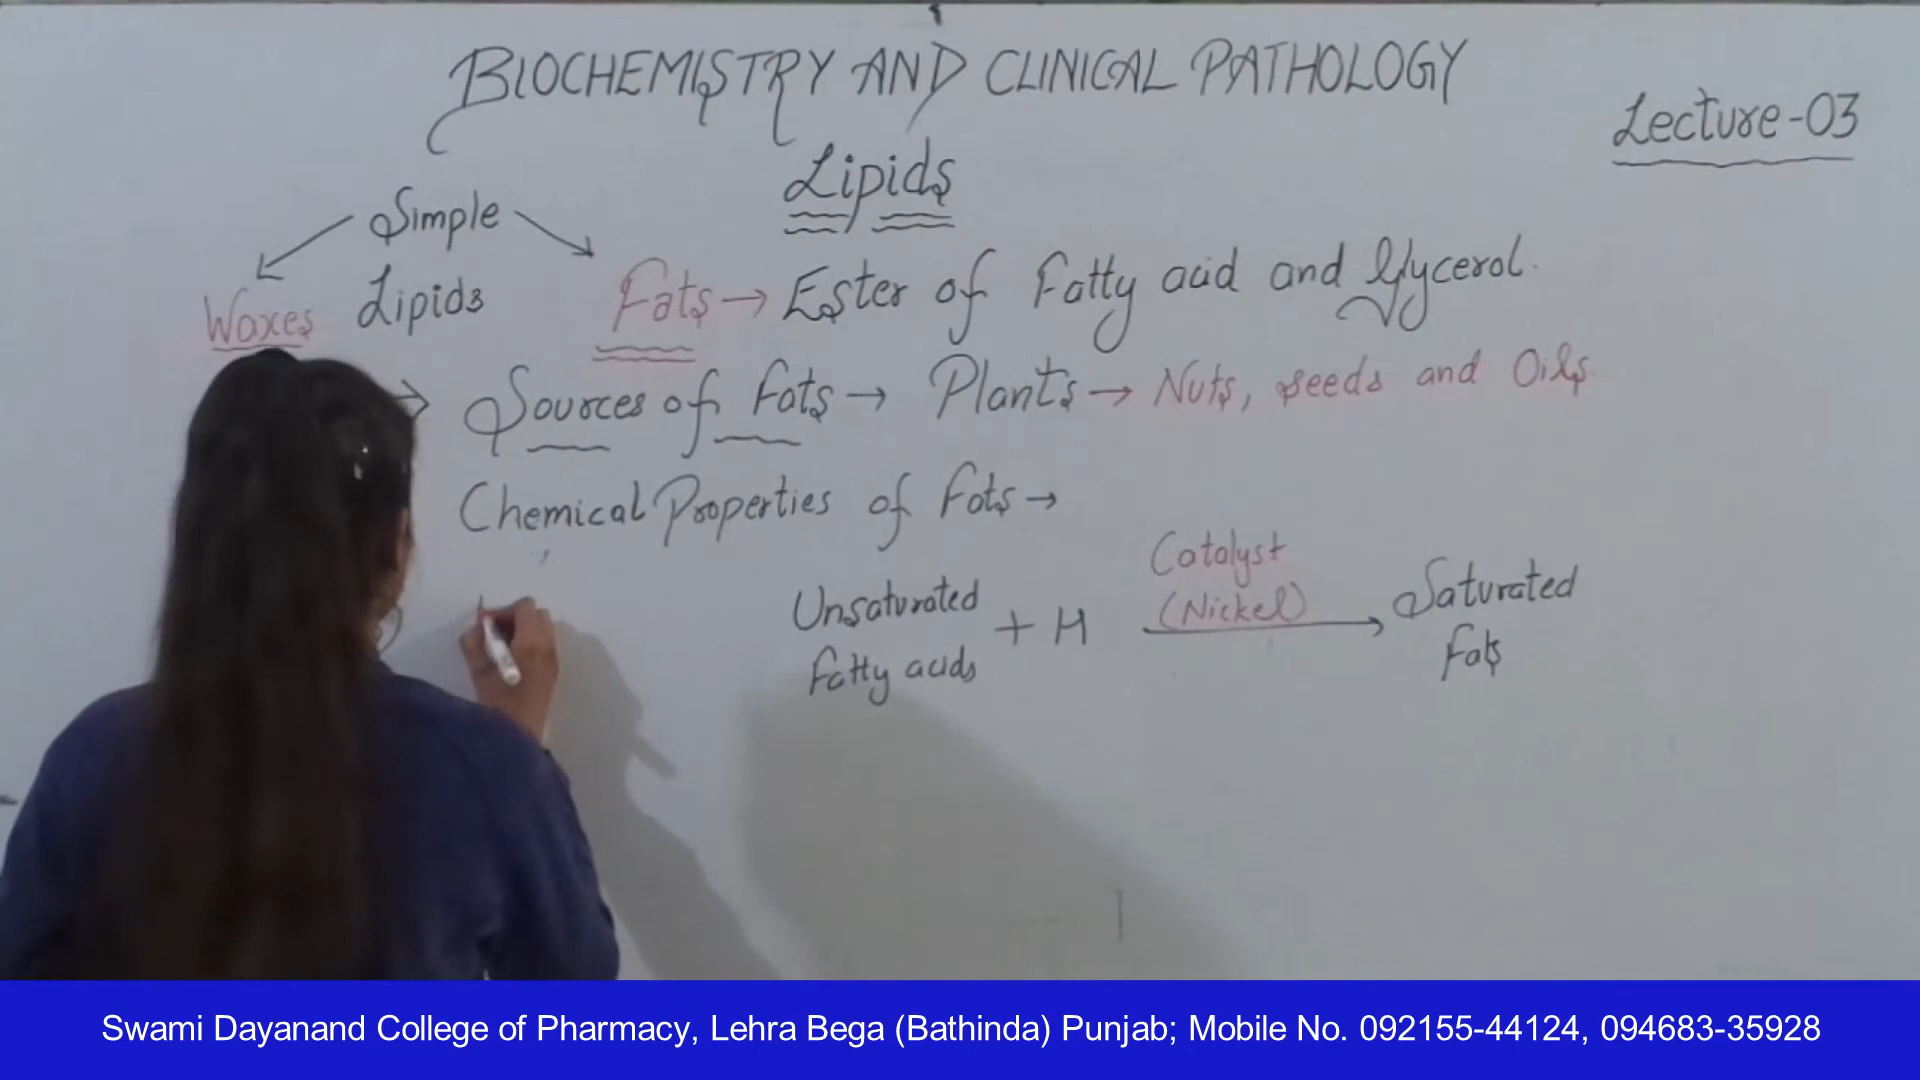 BIOCHEMISTRY AND CLINICAL PATHOLOGY
Lecture-03
Lipids
Simple
Lipids
Waxes
Fats → Ester of Fatty acid and Glycerol.
→ Sources of Fats → Plants → Nuts, seeds and Oils.
Chemical Properties of Fats →
Unsaturated
Fatty acids
+ H
Catalyst
(Nickel)
Saturated
Fats
Swami Dayanand College of Pharmacy, Lehra Bega (Bathinda) Punjab; Mobile No. 092155-44124, 094683-35928